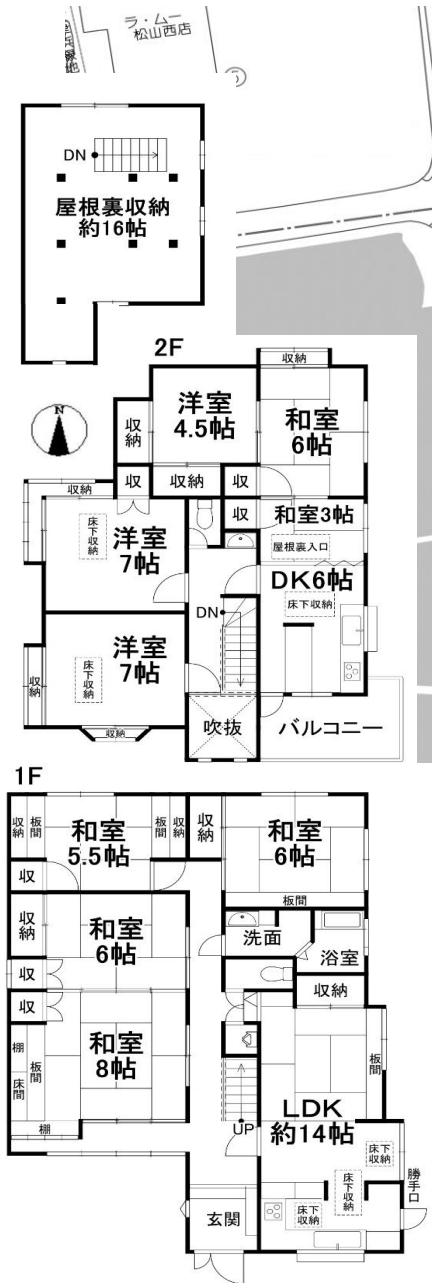 ラ・ムー
松山西店
⑤
DN
屋根裏収納
約16帖
2F
N
収納
洋室
4.5帖
和室
6帖
収納
収
収納
収
収納
床下収納
洋室
7帖
収
和室3帖
屋根裏入口
DK6帖
床下収納
DN
洋室
7帖
床下収納
収納
収納
吹抜
バルコニー
1F
収納
板間
和室
5.5帖
板間
収納
収納
和室
6帖
収
板間
収納
和室
6帖
洗面
浴室
収
収
収納
和室
8帖
棚
床間
板間
棚
板間
LDK
約14帖
UP
床下
収納
床下収納
床下
収納
勝手口
玄関